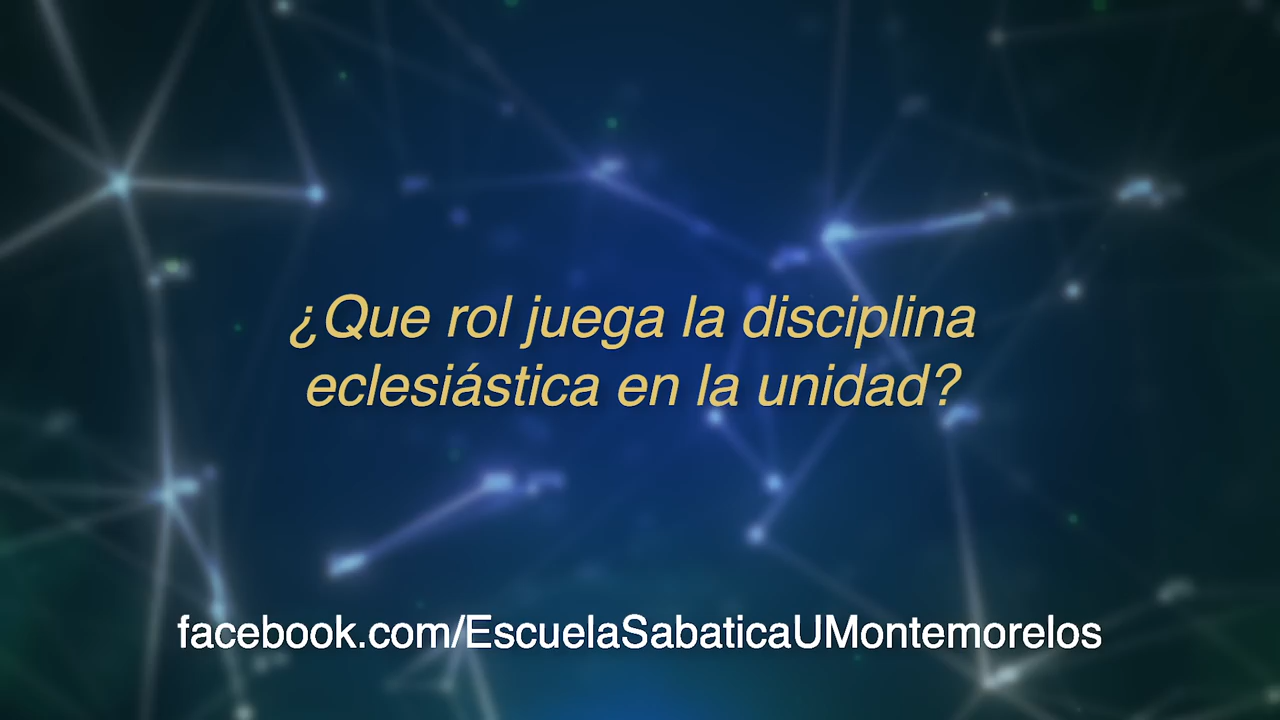 ¿Que rol juega la disciplina
eclesiástica en la unidad?
facebook.com/EscuelaSabaticaUMontemorelos